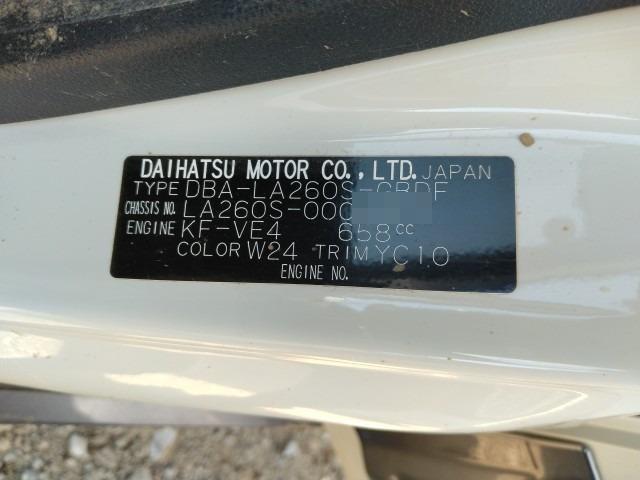 DAIHATSU MOTOR CO., LTD. JAPAN
TYPE DBA-LA260S-GBDF
CHASSIS NO. LA260S-000
ENGINE KF-VE4 658cc
COLOR W24 TRIM YC10
ENGINE NO.